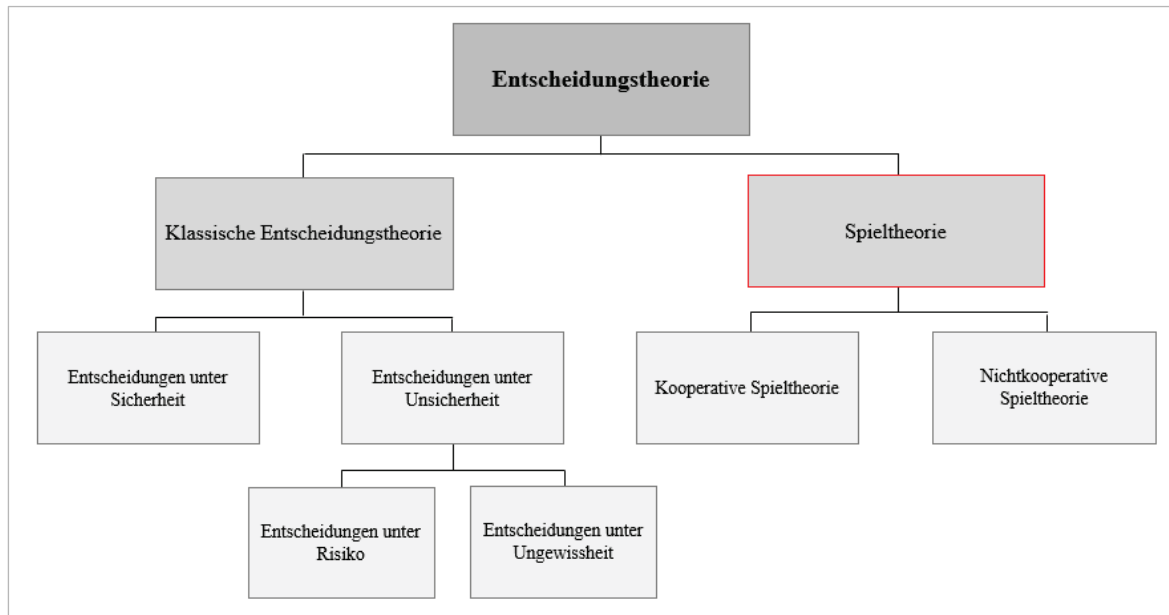 Entscheidungstheorie
Klassische Entscheidungstheorie
Spieltheorie
Entscheidungen unter
Sicherheit
Entscheidungen unter
Unsicherheit
Kooperative Spieltheorie
Nichtkooperative
Spieltheorie
Entscheidungen unter
Risiko
Entscheidungen unter
Ungewissheit